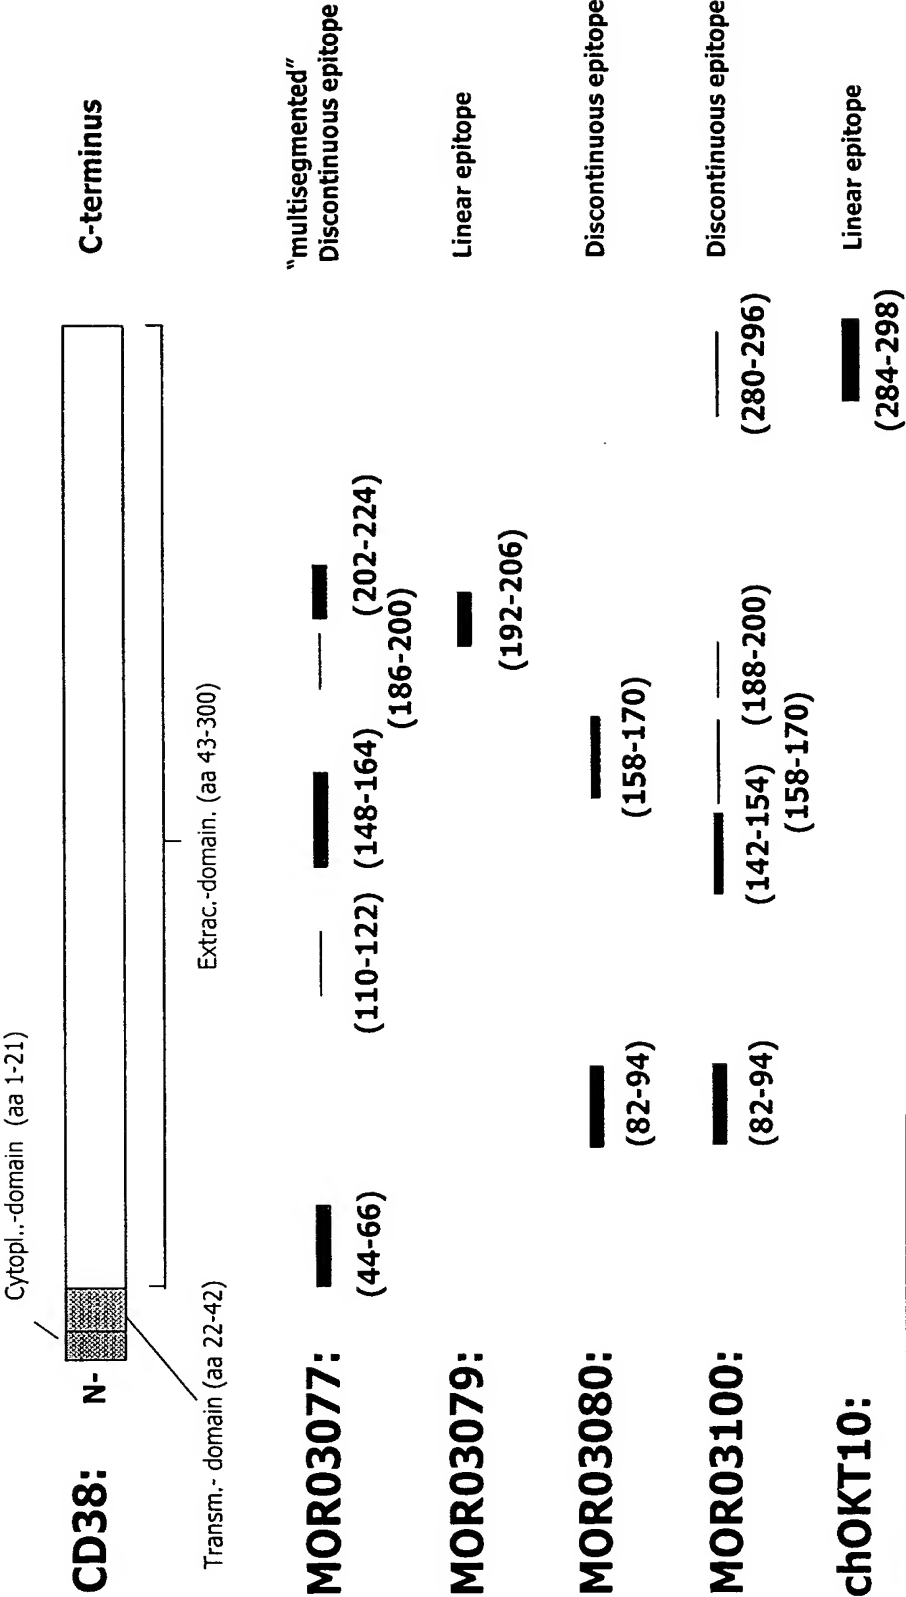 Cytopl..-domain (aa 1-21)
CD38:
N-
C-terminus
Transm.- domain (aa 22-42)
Extrac.-domain. (aa 43-300)
"multisegmented"
MOR03077:
Discontinuous epitope
(44-66)
(110-122)
(148-164)
(202-224)
(186-200)
MOR03079:
Linear epitope
(192-206)
MOR03080:
Discontinuous epitope
(82-94)
(158-170)
MOR03100:
Discontinuous epitope
(82-94)
(142-154)
(188-200)
(280-296)
(158-170)
chOKT10:
Linear epitope
(284-298)